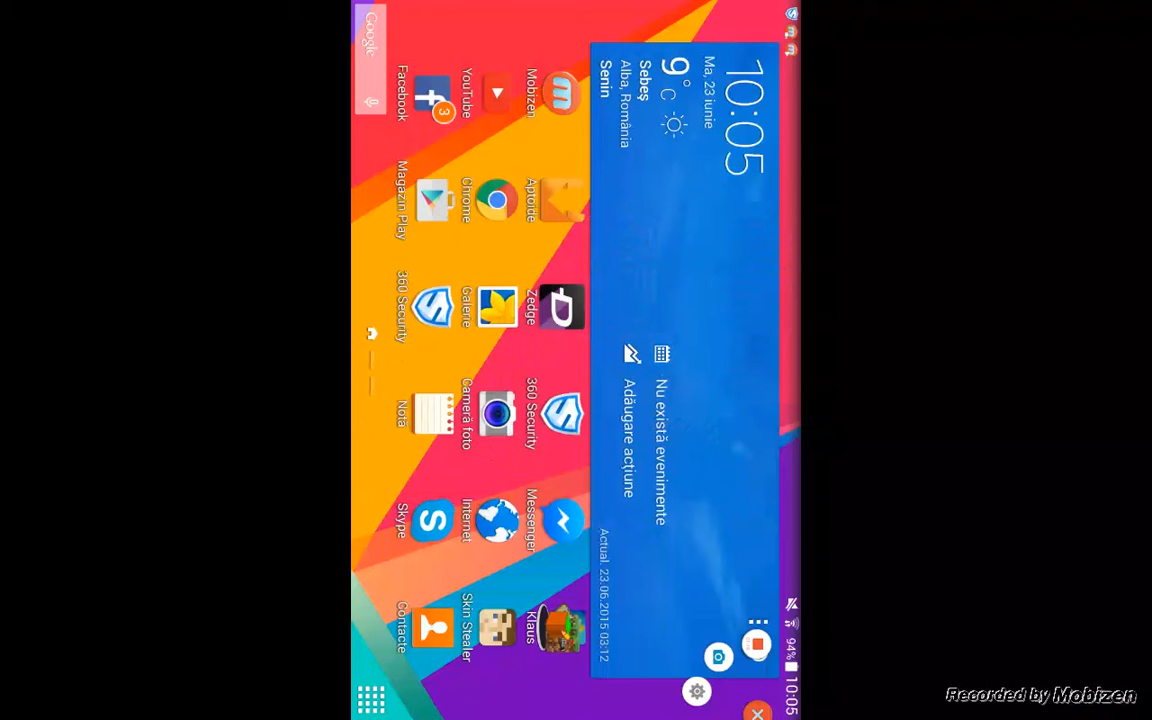 94% 10:05
10:05
Ma, 23 iunie
9° C
Sebeș
Alba, România
Senin
Nu există evenimente
Adăugare acțiune
Actual. 23.06.2015 03:12
Mobizen
Aptoide
Zedge
360 Security
Messenger
Klaus
YouTube
Chrome
Galerie
Cameră foto
Internet
Skin Stealer
3
Facebook
Magazin Play
360 Security
Notă
Skype
Contacte
Google
Recorded by Mobizen